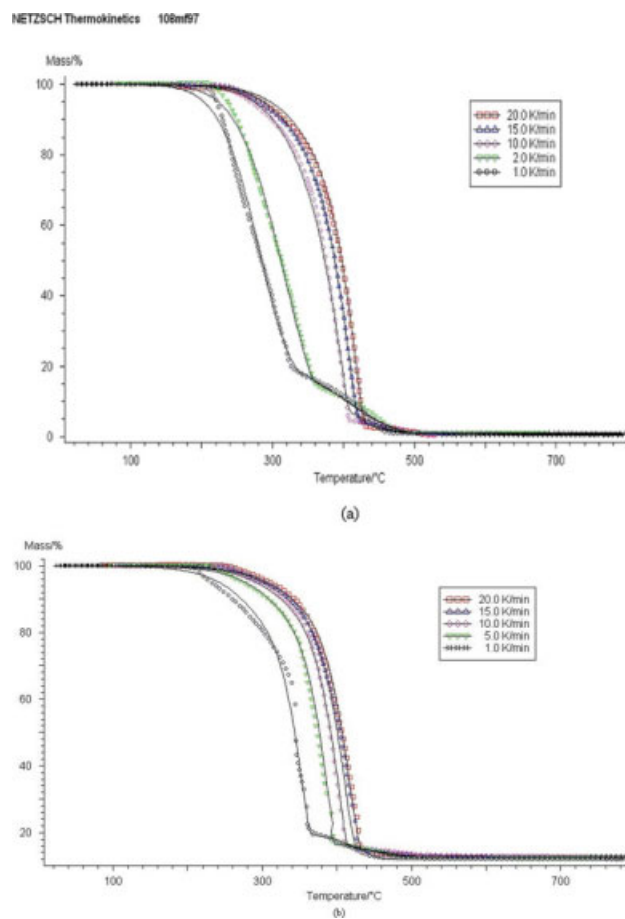 NETZSCH Thermokinetics 108mf97
Mass/%
100
80
60
40
20
0
20.0 K/min
15.0 K/min
10.0 K/min
2.0 K/min
1.0 K/min
100 300 500 700
Temperature/°C
(a)
Mass/%
100
80
60
40
20
20.0 K/min
15.0 K/min
10.0 K/min
5.0 K/min
1.0 K/min
100 300 500 700
Temperature/°C
(b)